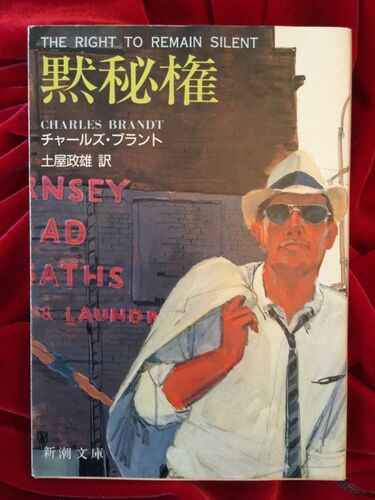 THE RIGHT TO REMAIN SILENT
黙秘権
CHARLES BRANDT
チャールズ・ブラント
土屋政雄 訳
RNSEY
AD
EATHS
& LAUNDR
新潮文庫